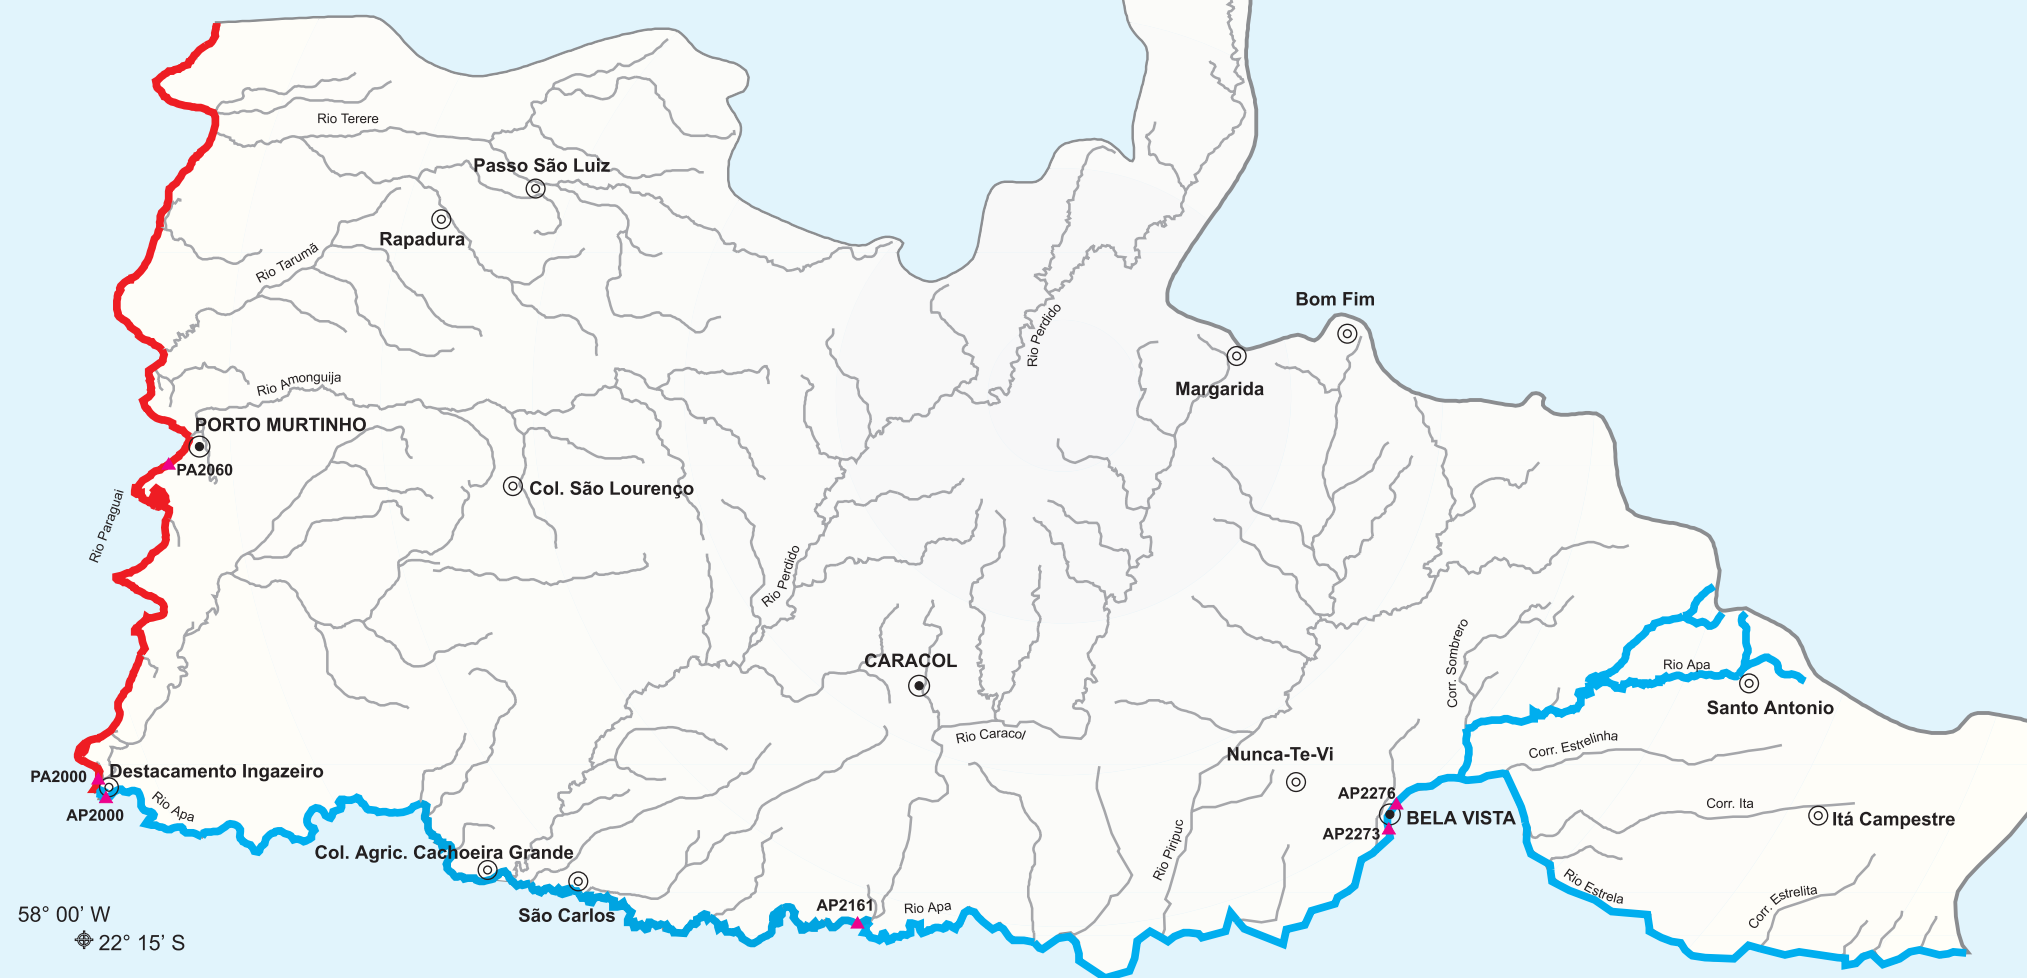 Rio Terere
Passo São Luiz
Rapadura
Rio Tarumã
Rio Perdido
Bom Fim
Margarida
Rio Amonguija
PORTO MURTINHO
PA2060
Col. São Lourenço
Rio Paraguai
Rio Perdido
CARACOL
Corr. Sombrero
Rio Apa
Santo Antonio
Rio Caracol
Corr. Estrelinha
Nunca-Te-Vi
PA2000
Destacamento Ingazeiro
AP2000
Rio Apa
AP2276
BELA VISTA
AP2273
Corr. Ita
Itá Campestre
Rio Piripuc
Col. Agric. Cachoeira Grande
Rio Estrela
Corr. Estrelita
São Carlos
AP2161
Rio Apa
58° 00’ W
22° 15’ S